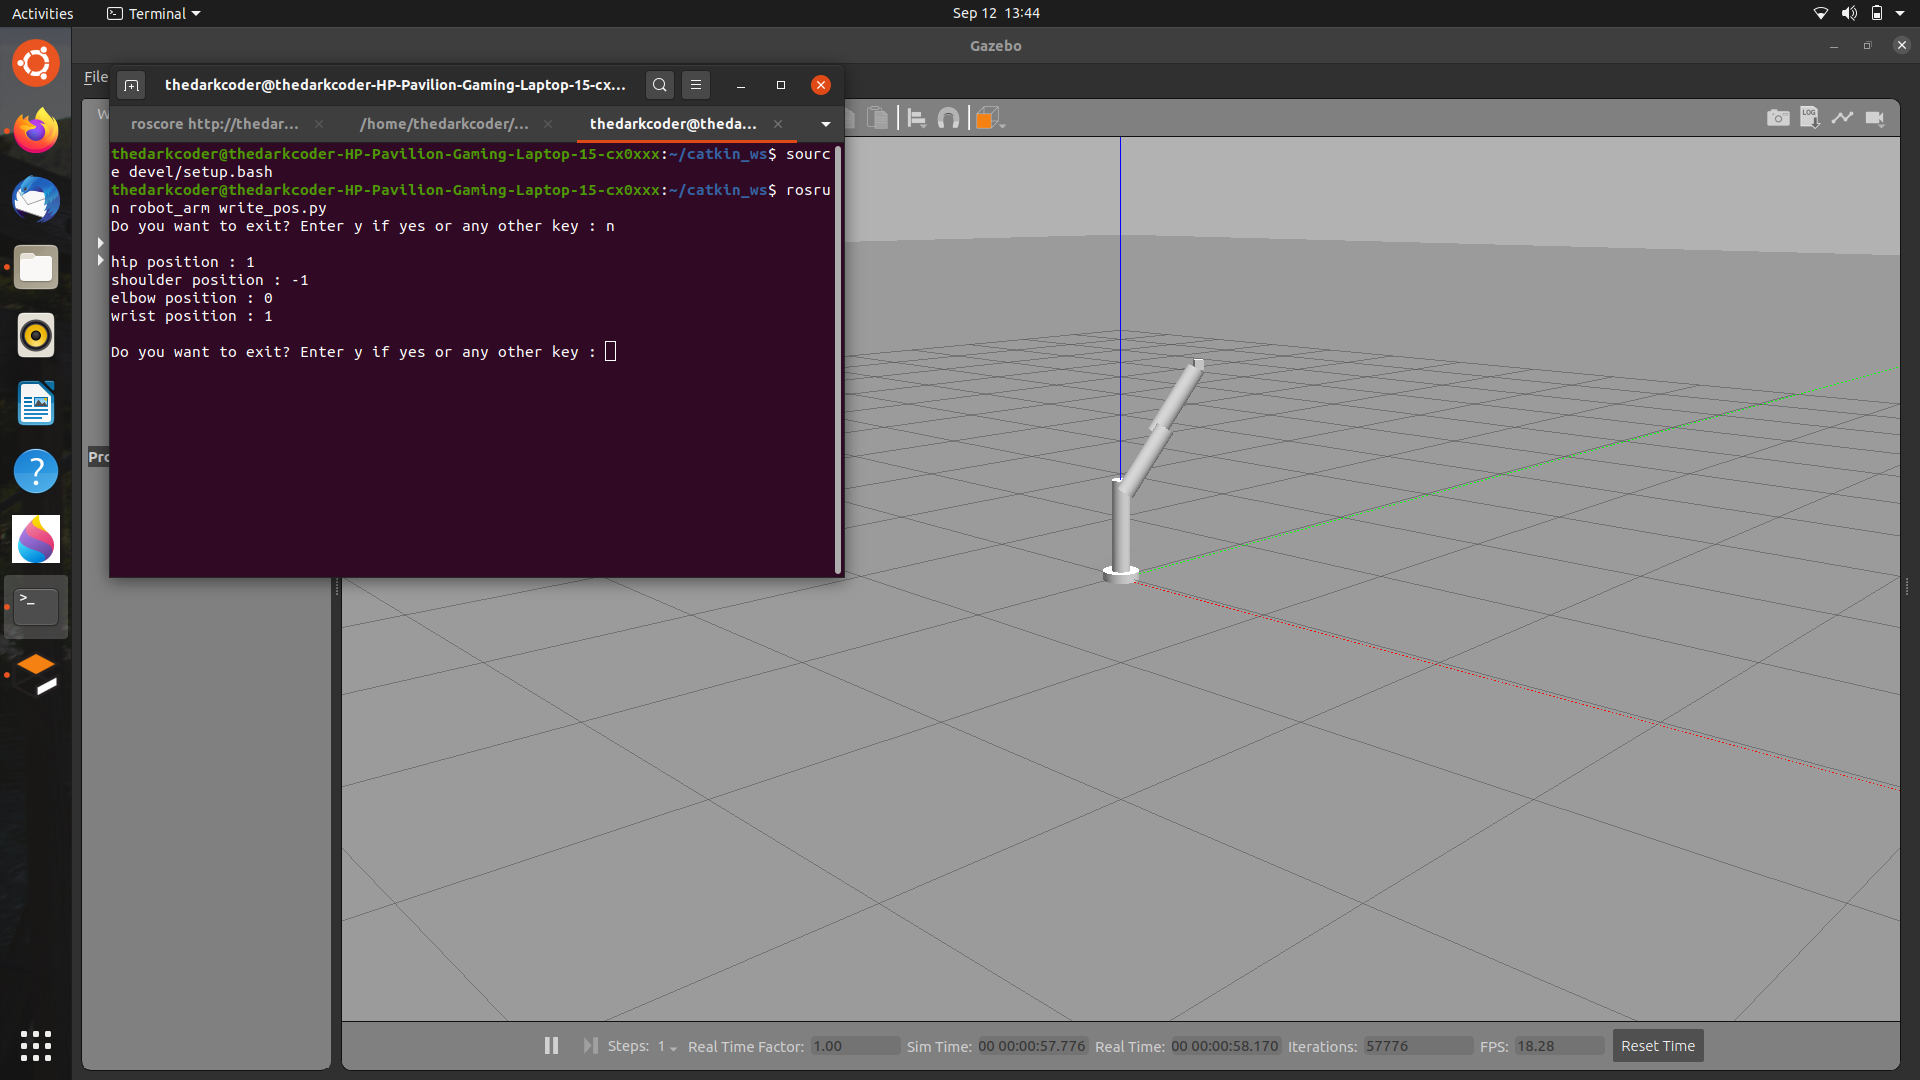 Activities
Terminal
Sep 12 13:44
Gazebo
File
thedarkcoder@thedarkcoder-HP-Pavilion-Gaming-Laptop-15-cx...
roscore http://thedar...
/home/thedarkcoder/...
thedarkcoder@theda...
W
LOG
thedarkcoder@thedarkcoder-HP-Pavilion-Gaming-Laptop-15-cx0xxx:~/catkin_ws$ sourc
e devel/setup.bash
thedarkcoder@thedarkcoder-HP-Pavilion-Gaming-Laptop-15-cx0xxx:~/catkin_ws$ rosru
n robot_arm write_pos.py
Do you want to exit? Enter y if yes or any other key : n
hip position : 1
shoulder position : -1
elbow position : 0
wrist position : 1
Do you want to exit? Enter y if yes or any other key :
Pro
Steps: 1
Real Time Factor: 1.00
Sim Time: 00 00:00:57.776
Real Time: 00 00:00:58.170
Iterations: 57776
FPS: 18.28
Reset Time